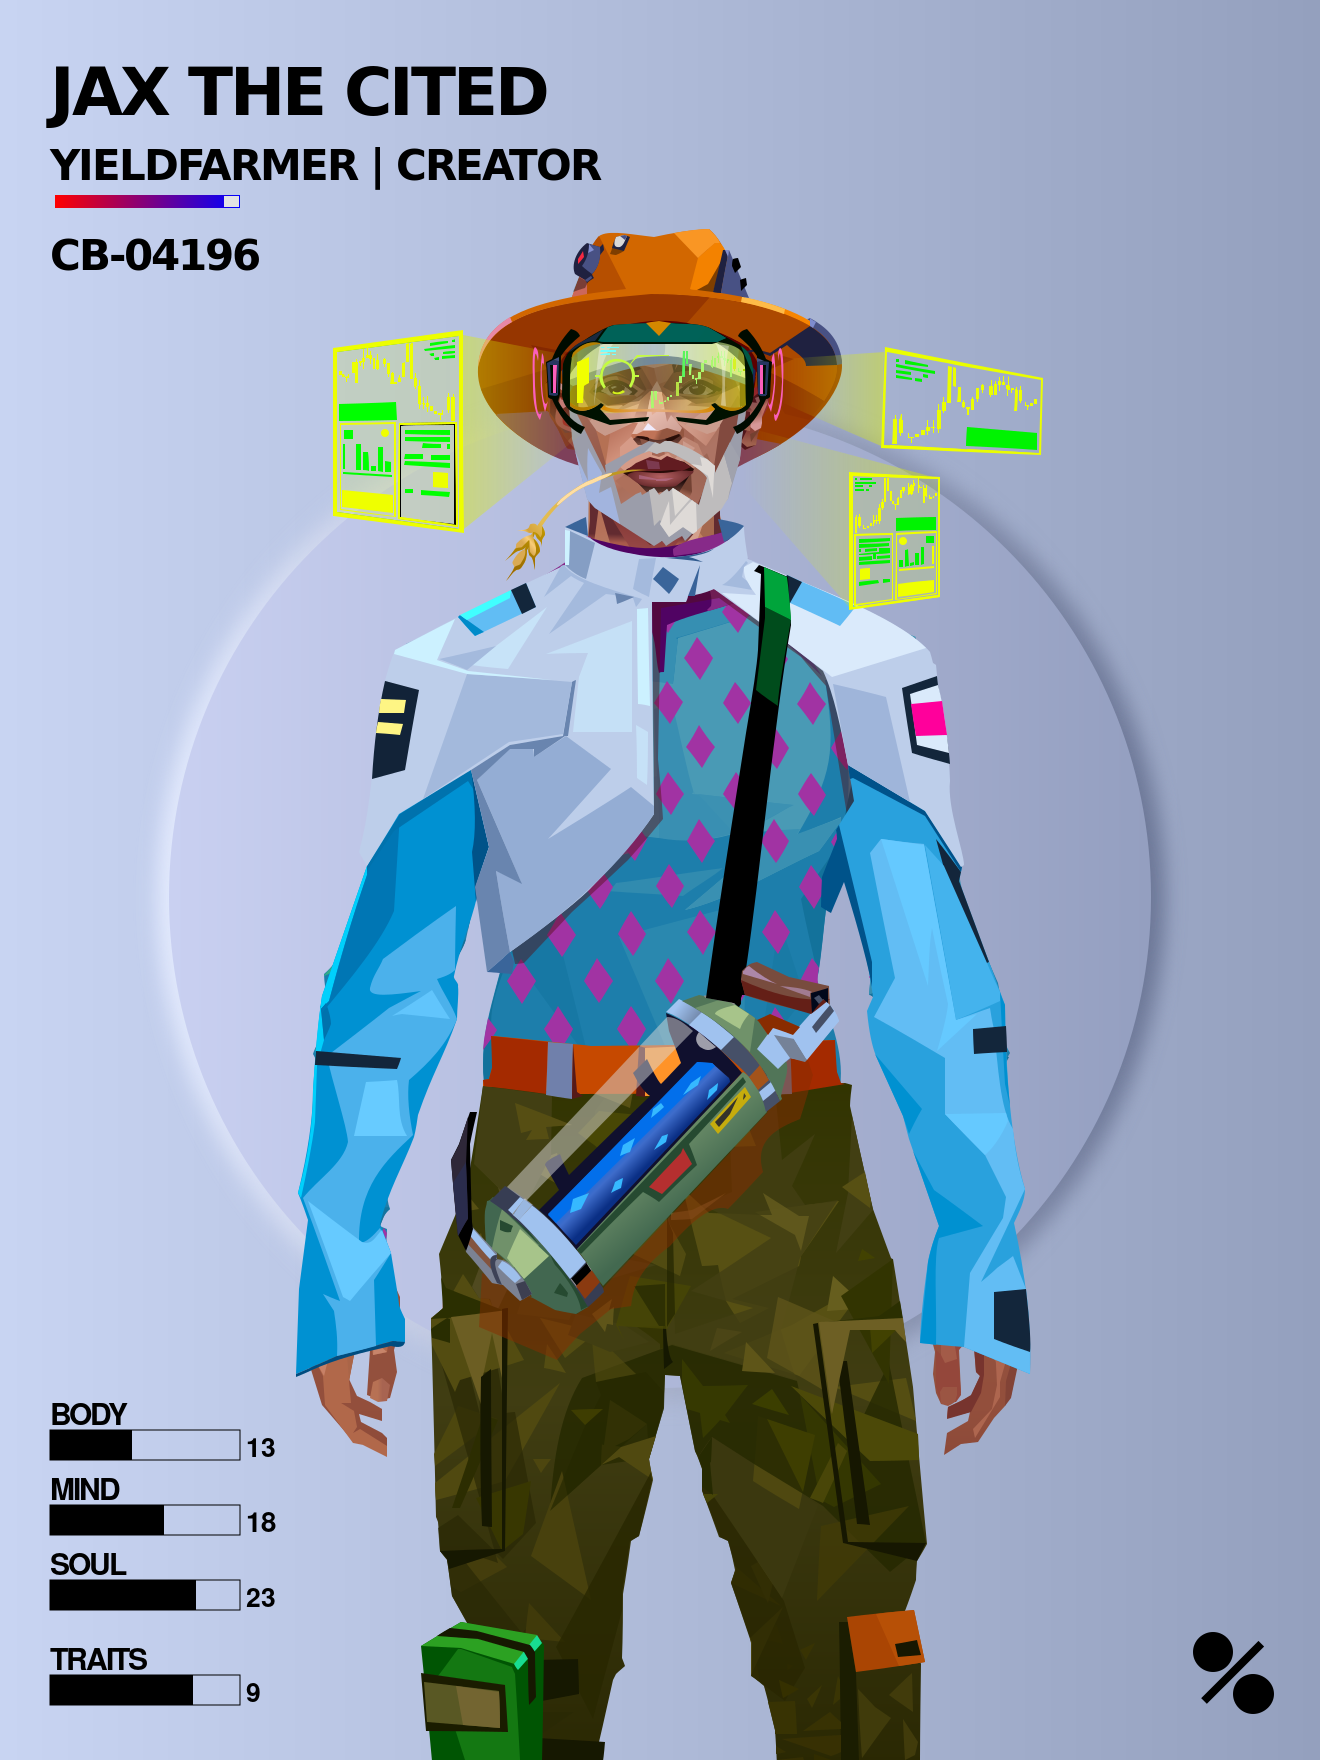 JAX THE CITED
YIELDFARMER | CREATOR
CB-04196
BODY
13
MIND
18
SOUL
23
TRAITS
9